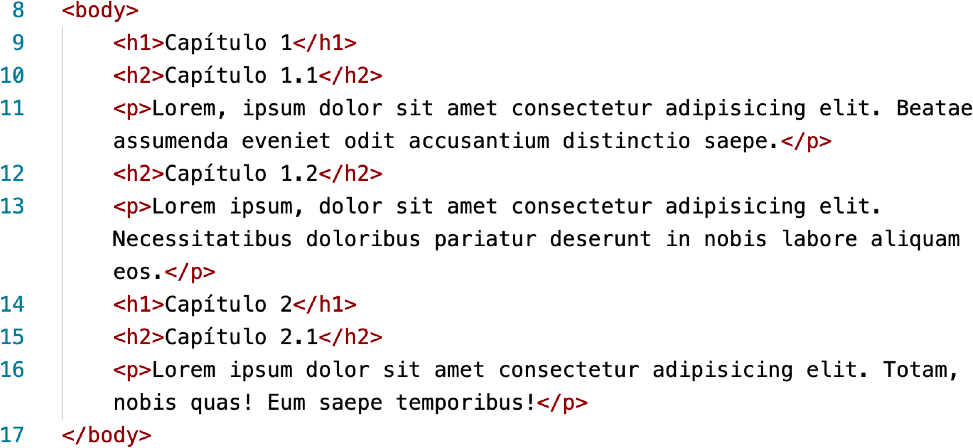 8 <body>
9 <h1>Capítulo 1</h1>
10 <h2>Capítulo 1.1</h2>
11 <p>Lorem, ipsum dolor sit amet consectetur adipisicing elit. Beatae
assumenda eveniet odit accusantium distinctio saepe.</p>
12 <h2>Capítulo 1.2</h2>
13 <p>Lorem ipsum, dolor sit amet consectetur adipisicing elit.
Necessitatibus doloribus pariatur deserunt in nobis labore aliquam
eos.</p>
14 <h1>Capítulo 2</h1>
15 <h2>Capítulo 2.1</h2>
16 <p>Lorem ipsum dolor sit amet consectetur adipisicing elit. Totam,
nobis quas! Eum saepe temporibus!</p>
17 </body>